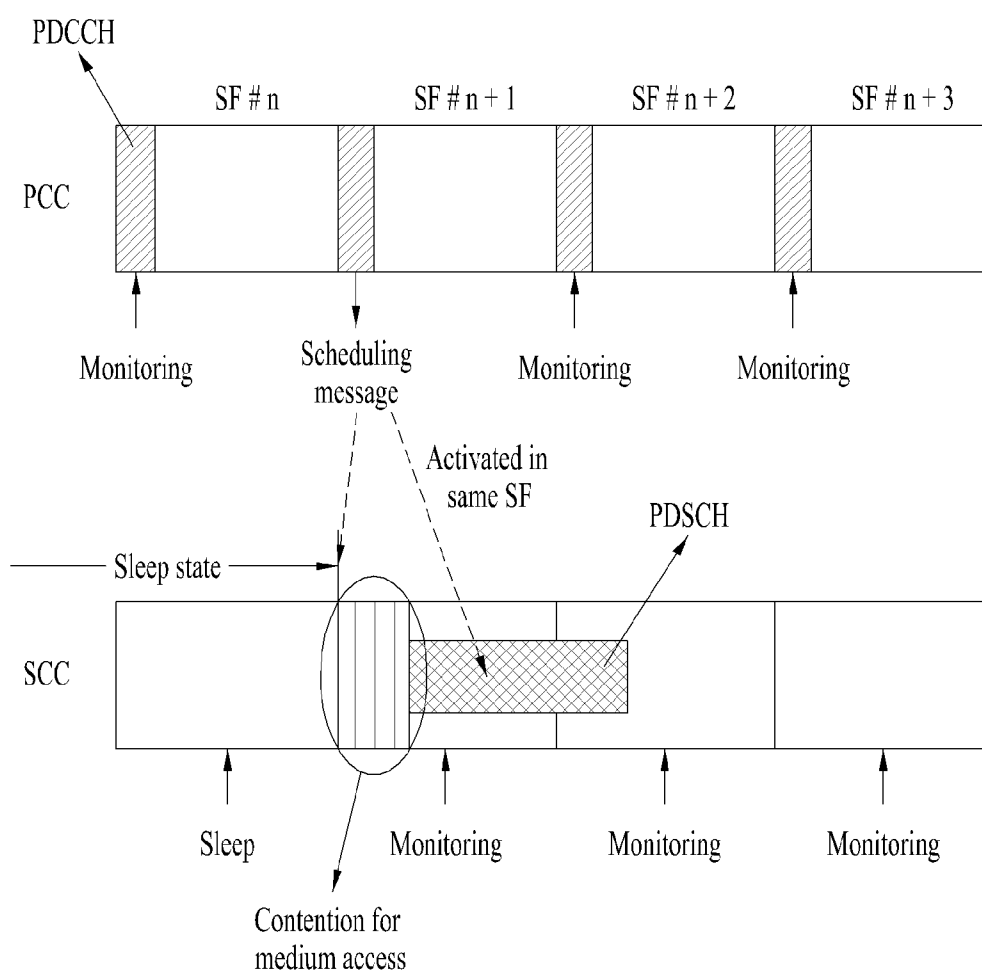 PDCCH
SF # n
SF # n + 1
SF # n + 2
SF # n + 3
PCC
Monitoring
Scheduling
message
Monitoring
Monitoring
Activated in
same SF
PDSCH
Sleep state
SCC
Sleep
Monitoring
Monitoring
Monitoring
Contention for
medium access